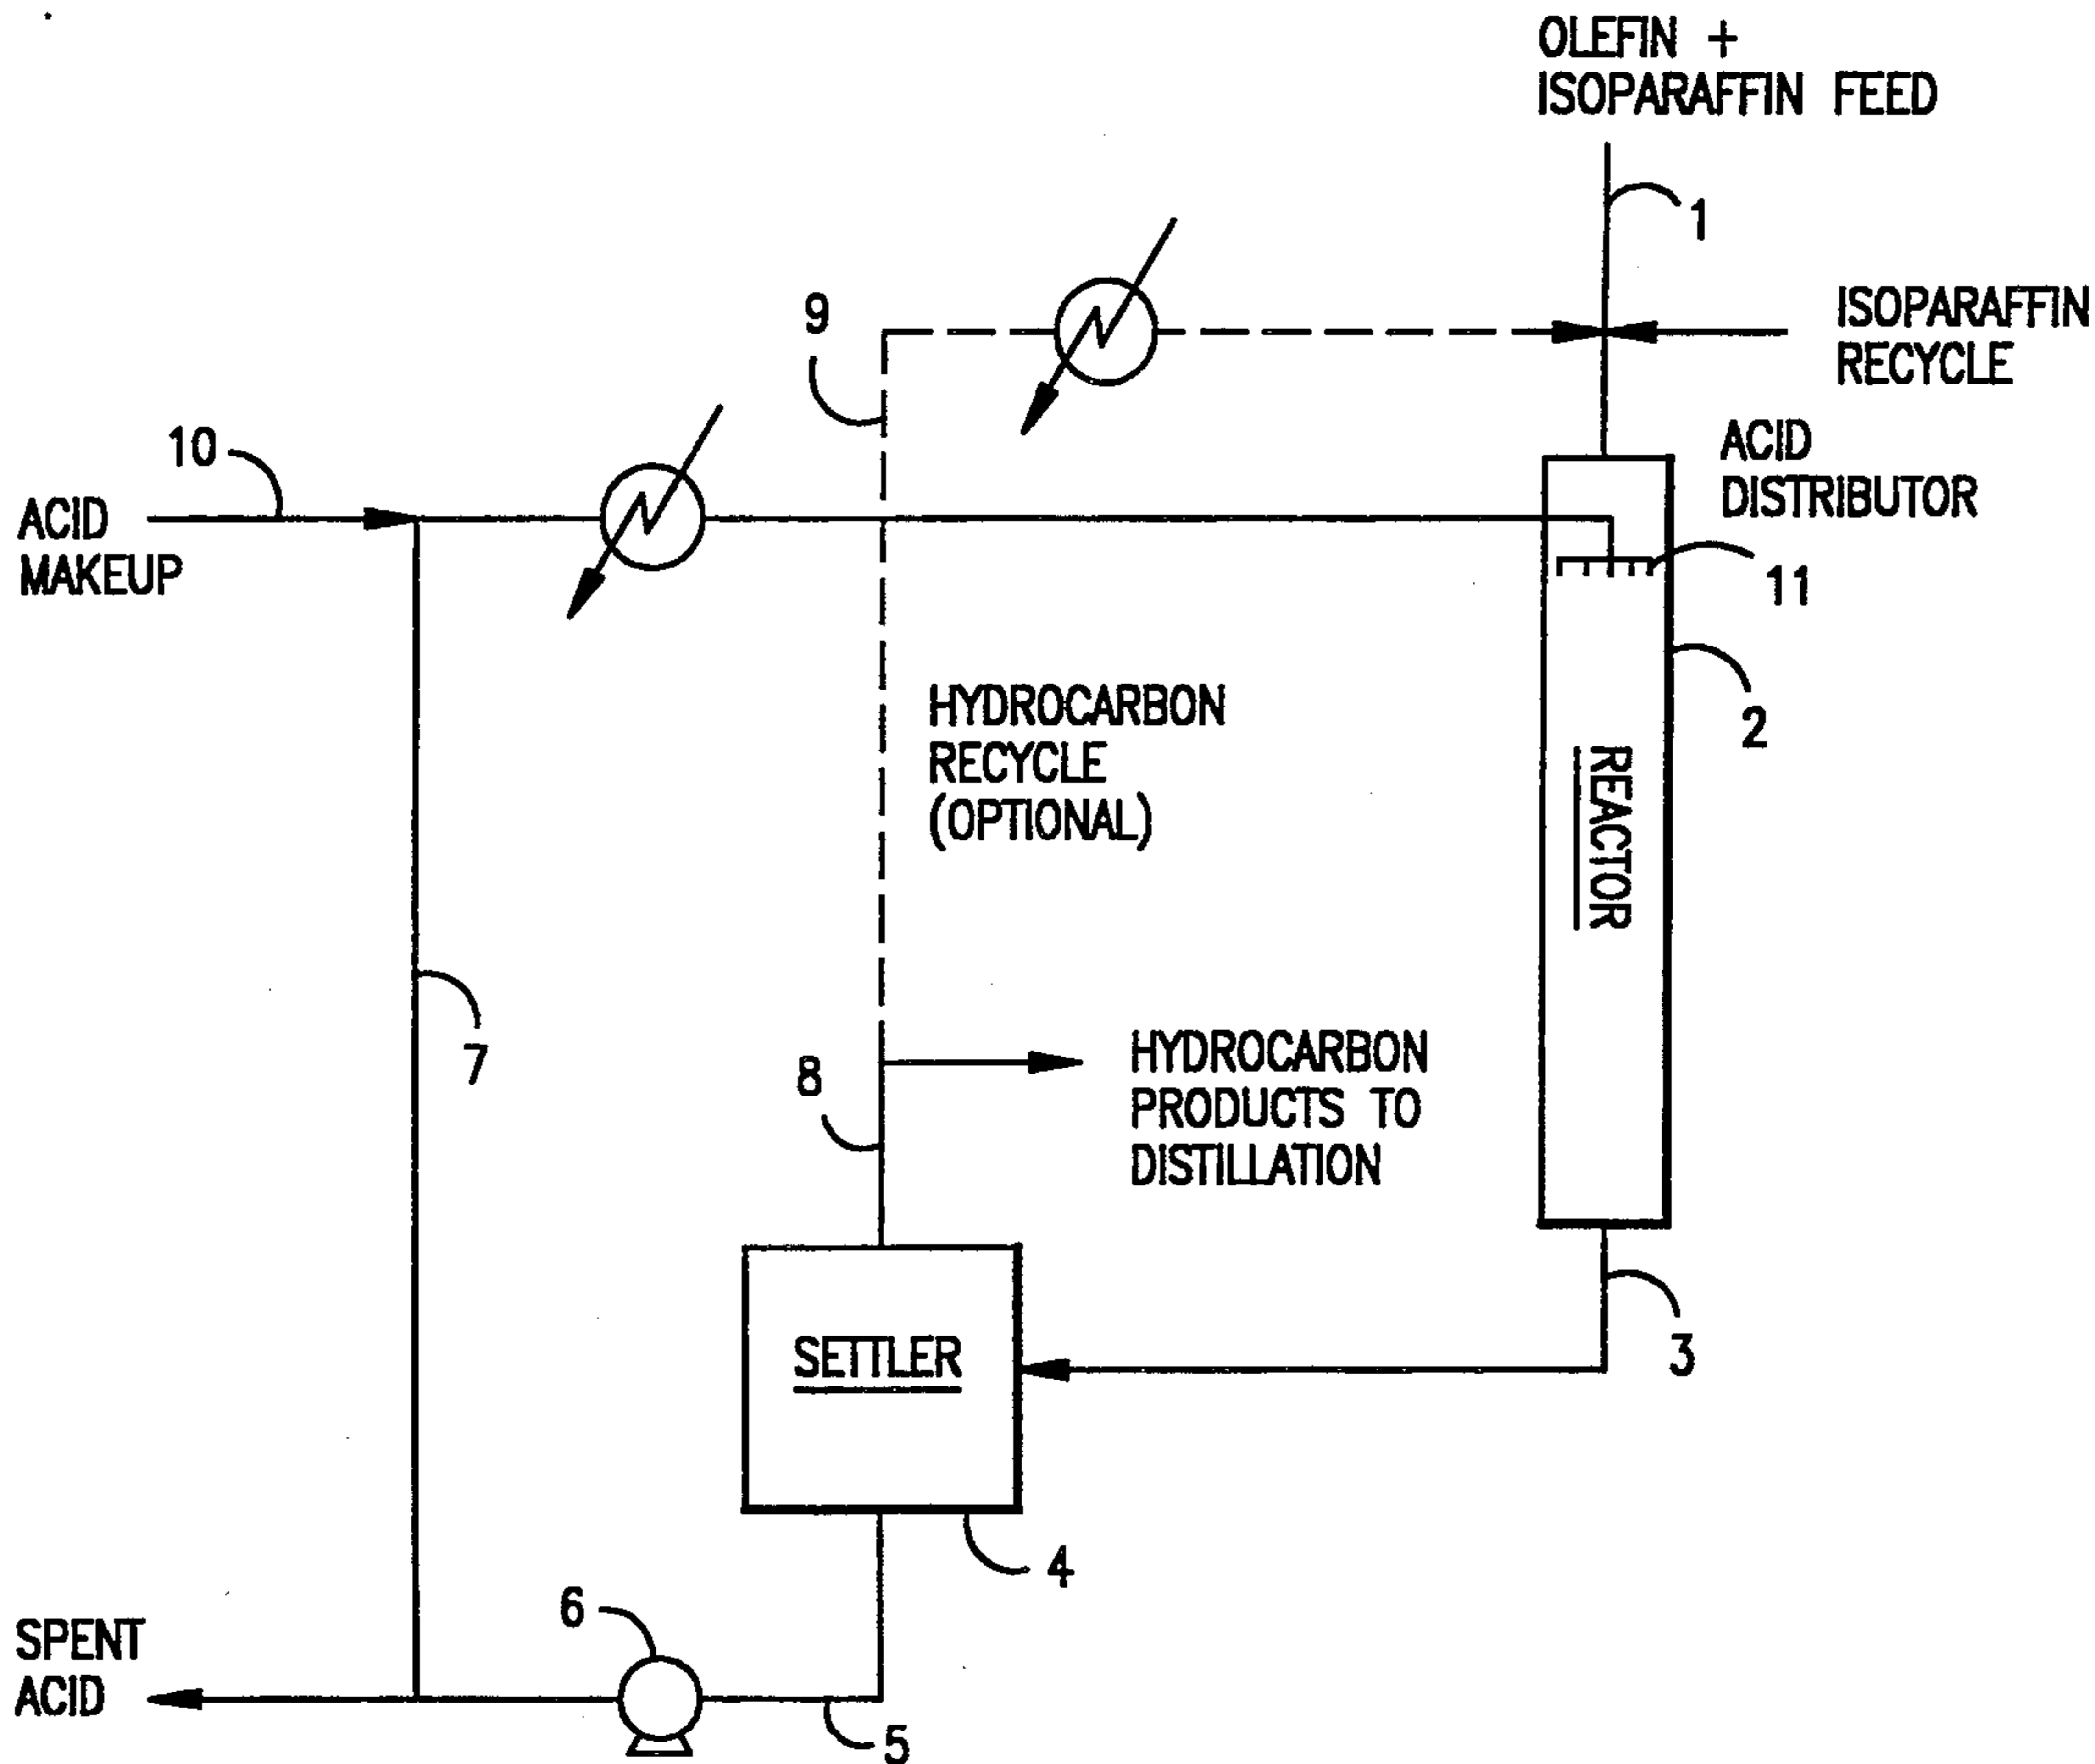 OLEFIN +
ISOPARAFFIN FEED
1
ISOPARAFFIN
RECYCLE
9
10
ACID
MAKEUP
ACID
DISTRIBUTOR
11
2
REACTOR
HYDROCARBON
RECYCLE
(OPTIONAL)
7
8
HYDROCARBON
PRODUCTS TO
DISTILLATION
3
SETTLER
4
6
SPENT
ACID
5